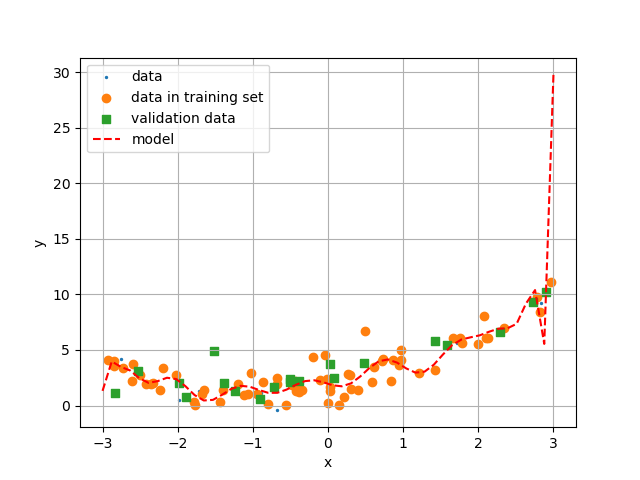 30
25
20
15
10
5
0
y
data
data in training set
validation data
model
−3
−2
−1
0
1
2
3
x